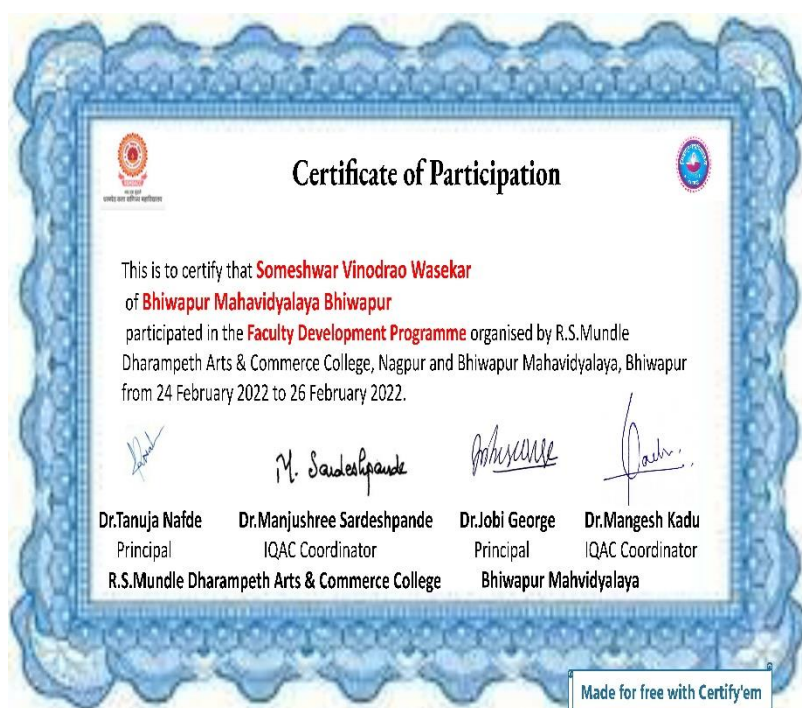 Certificate of Participation
This is to certify that Someshwar Vinodrao Wasekar
of Bhiwapur Mahavidyalaya Bhiwapur
participated in the Faculty Development Programme organised by R.S.Mundle
Dharampeth Arts & Commerce College, Nagpur and Bhiwapur Mahavidyalaya, Bhiwapur
from 24 February 2022 to 26 February 2022.
M. Sardeshpande
Dr.Tanuja Nafde Dr.Manjushree Sardeshpande Dr.Jobi George Dr.Mangesh Kadu
Principal IQAC Coordinator Principal IQAC Coordinator
R.S.Mundle Dharampeth Arts & Commerce College Bhiwapur Mahvidyalaya
Made for free with Certify'em